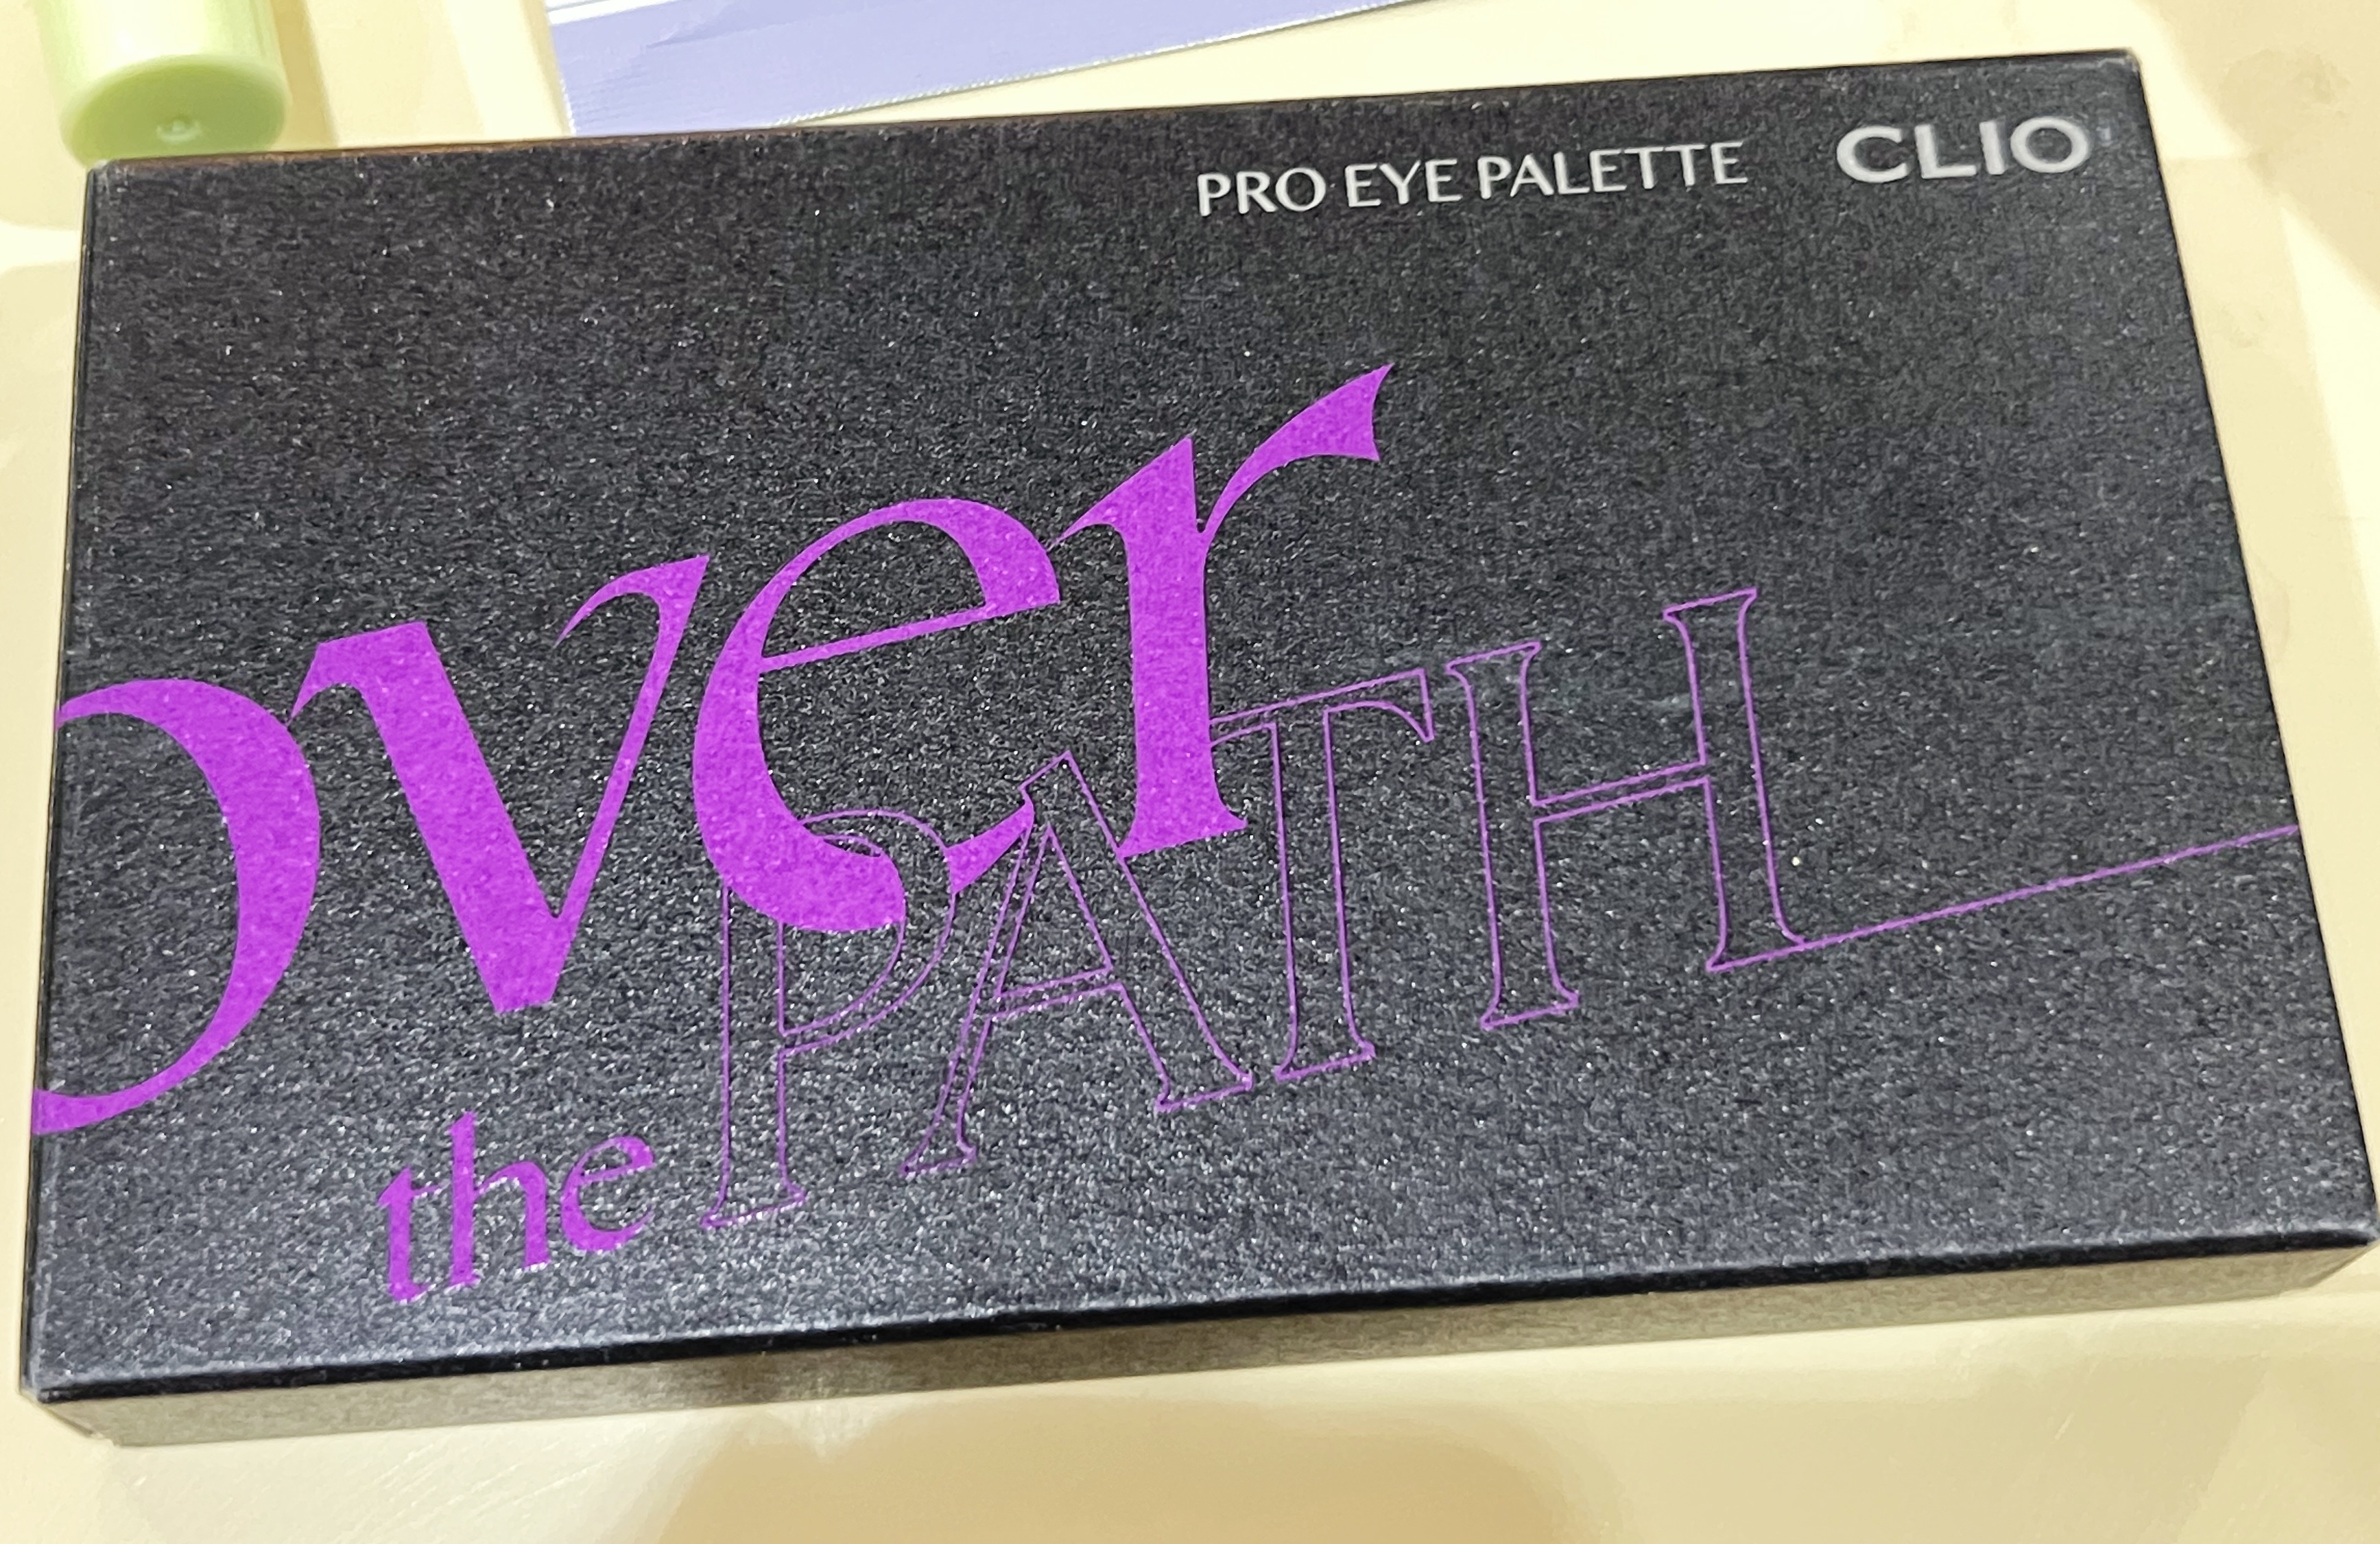 PRO EYE PALETTE CLIO
over
the PATH